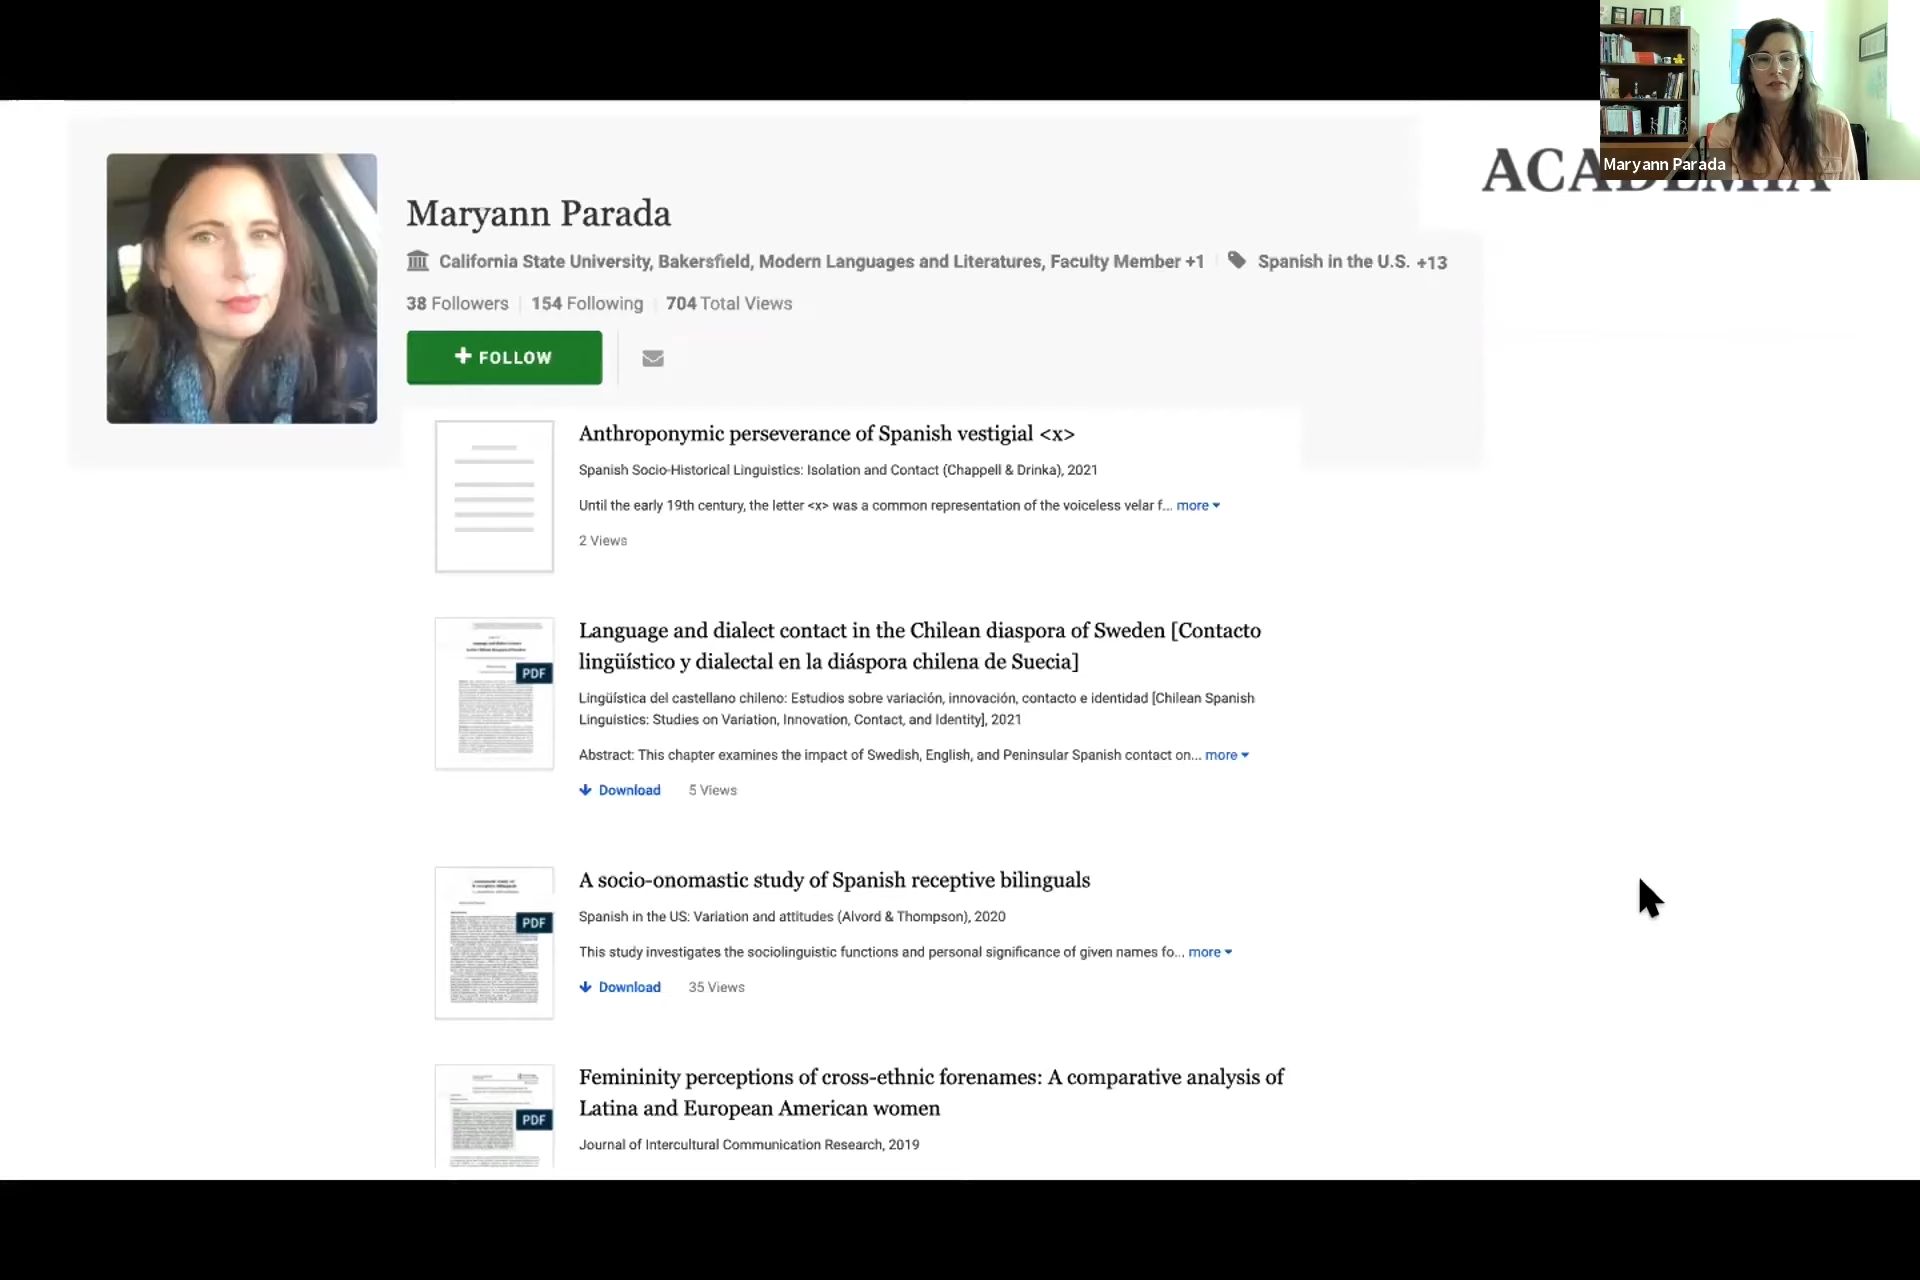 Maryann Parada
ACADEMIA
Maryann Parada
California State University, Bakersfield, Modern Languages and Literatures, Faculty Member +1
Spanish in the U.S. +13
38 Followers
154 Following
704 Total Views
+ FOLLOW
Anthroponymic perseverance of Spanish vestigial <x>
Spanish Socio-Historical Linguistics: Isolation and Contact (Chappell & Drinka), 2021
Until the early 19th century, the letter <x> was a common representation of the voiceless velar f... more
2 Views
Language and dialect contact in the Chilean diaspora of Sweden [Contacto
lingüístico y dialectal en la diáspora chilena de Suecia]
PDF
Lingüística del castellano chileno: Estudios sobre variación, innovación, contacto e identidad [Chilean Spanish
Linguistics: Studies on Variation, Innovation, Contact, and Identity], 2021
Abstract: This chapter examines the impact of Swedish, English, and Peninsular Spanish contact on... more
Download
5 Views
A socio-onomastic study of Spanish receptive bilinguals
PDF
Spanish in the US: Variation and attitudes (Alvord & Thompson), 2020
This study investigates the sociolinguistic functions and personal significance of given names fo... more
Download
35 Views
Femininity perceptions of cross-ethnic forenames: A comparative analysis of
Latina and European American women
PDF
Journal of Intercultural Communication Research, 2019